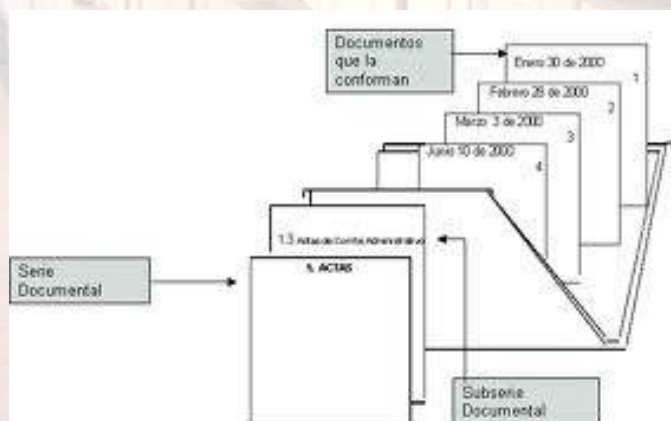 Documentos
que la
conforman
Enero 30 de 2000
1
Febrero 28 de 2000
2
Marzo 3 de 2000
3
Junio 10 de 2000
4
1.3 Actas de Comite Administrativo
1. ACTAS
Serie
Documental
Subserie
Documental